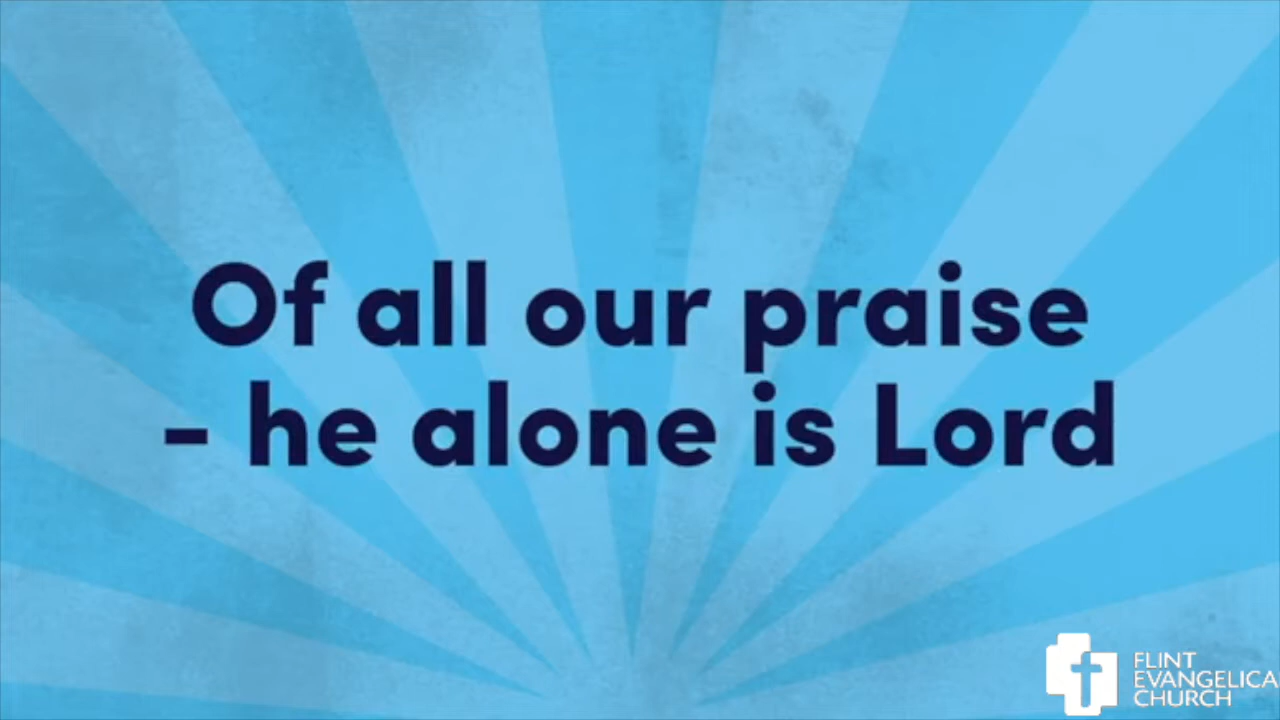 Of all our praise
- he alone is Lord
FLINT
EVANGELICA
CHURCH